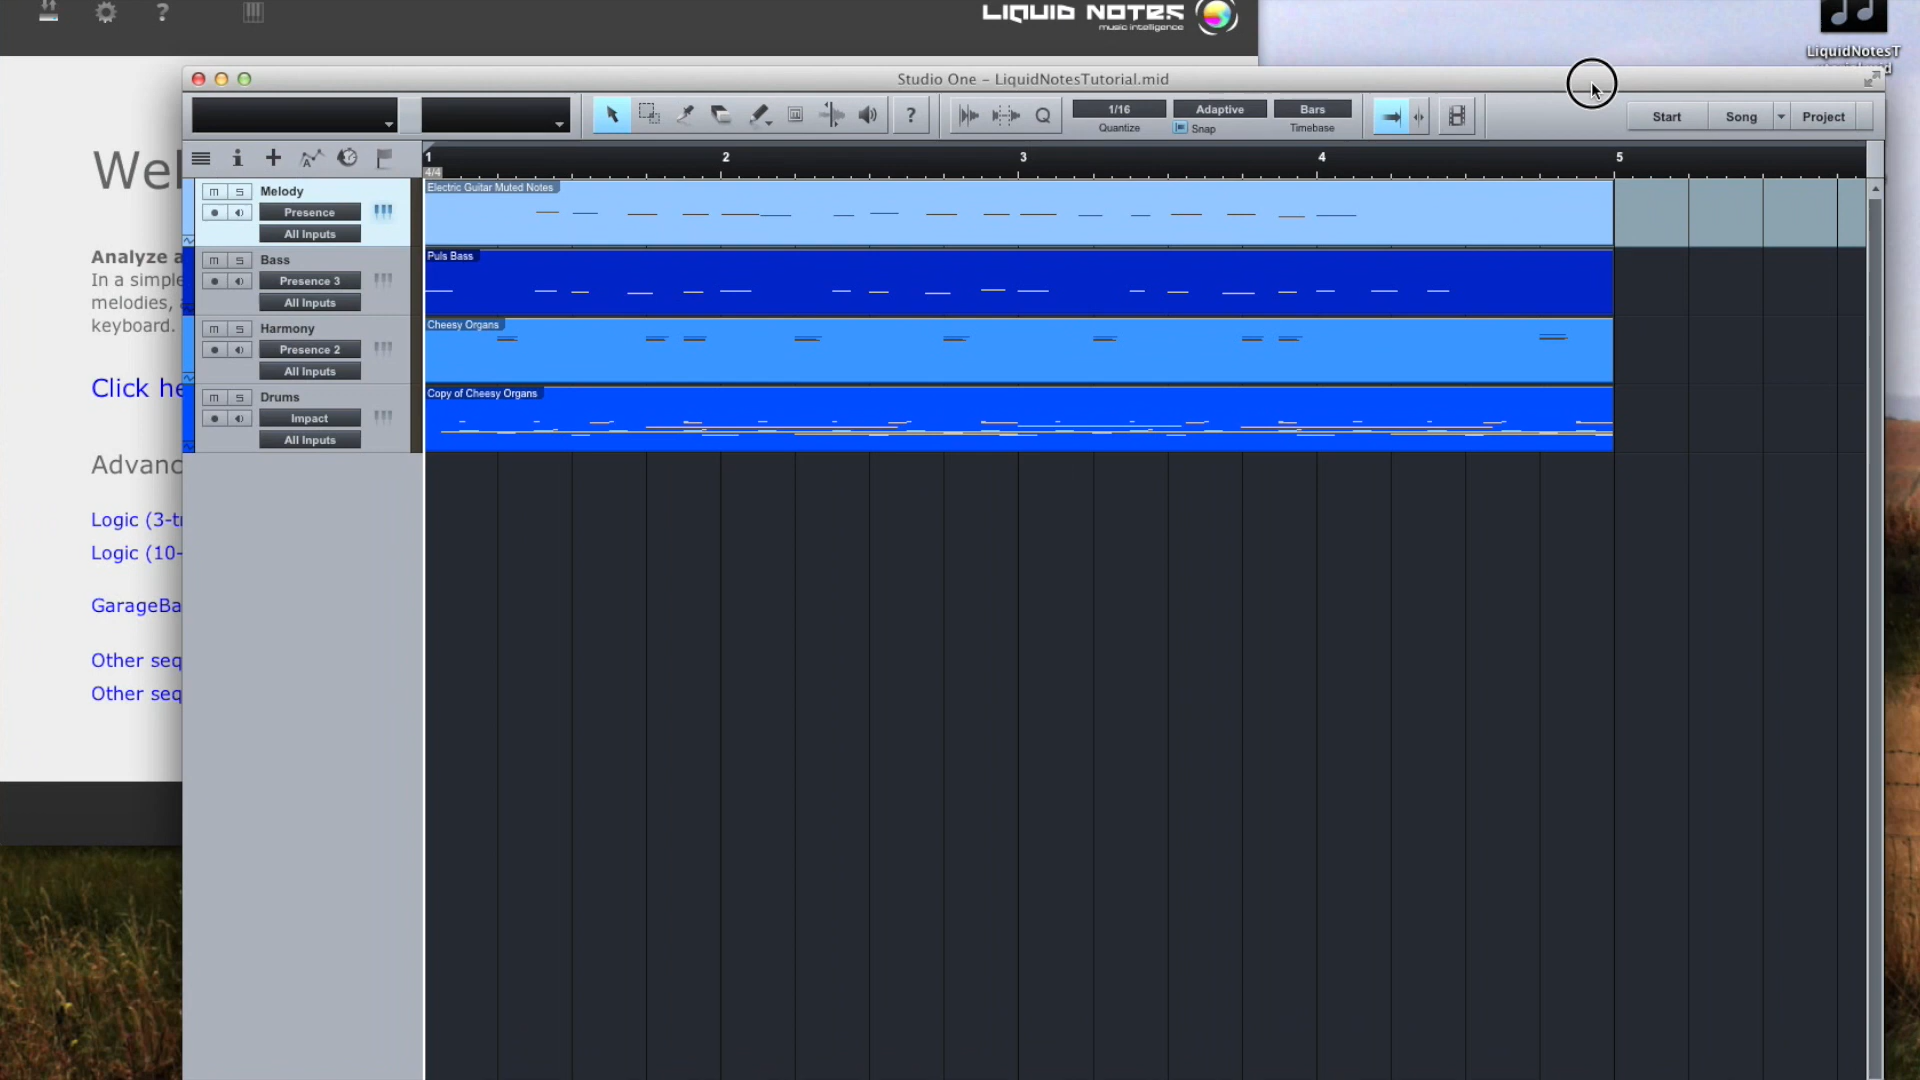 LIQUID NOTES
music intelligence
LiquidNotesT
Studio One – LiquidNotesTutorial.mid
?
?
Q
1/16
Quantize
Adaptive
Snap
Bars
Timebase
Start
Song
Project
1
2
3
4
5
4/4
m s Melody
Presence
All Inputs
Electric Guitar Muted Notes
m s Bass
Presence 3
All Inputs
Puls Bass
m s Harmony
Presence 2
All Inputs
Cheesy Organs
m s Drums
Impact
All Inputs
Copy of Cheesy Organs
Wel
Analyze a
In a simple
melodies, a
keyboard.
Click he
Advanc
Logic (3-tr
Logic (10-
GarageBa
Other seq
Other seq